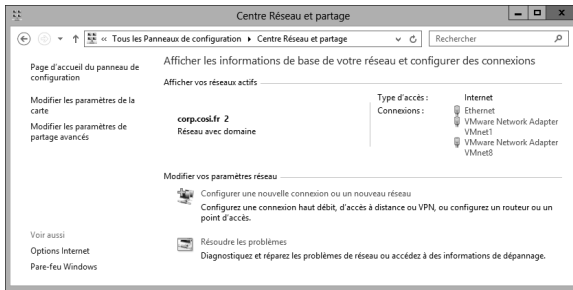 Centre Réseau et partage
« Tous les Panneaux de configuration Centre Réseau et partage
Rechercher
Page d'accueil du panneau de
configuration
Modifier les paramètres de la
carte
Modifier les paramètres de
partage avancés
Afficher les informations de base de votre réseau et configurer des connexions
Afficher vos réseaux actifs
corp.cosi.fr 2
Réseau avec domaine
Type d'accès : Internet
Connexions : Ethernet
VMware Network Adapter
VMnet1
VMware Network Adapter
VMnet8
Modifier vos paramètres réseau
Configurer une nouvelle connexion ou un nouveau réseau
Configurez une connexion haut débit, d'accès à distance ou VPN, ou configurez un routeur ou un
point d'accès.
Résoudre les problèmes
Diagnostiquez et réparez les problèmes de réseau ou accédez à des informations de dépannage.
Voir aussi
Options Internet
Pare-feu Windows